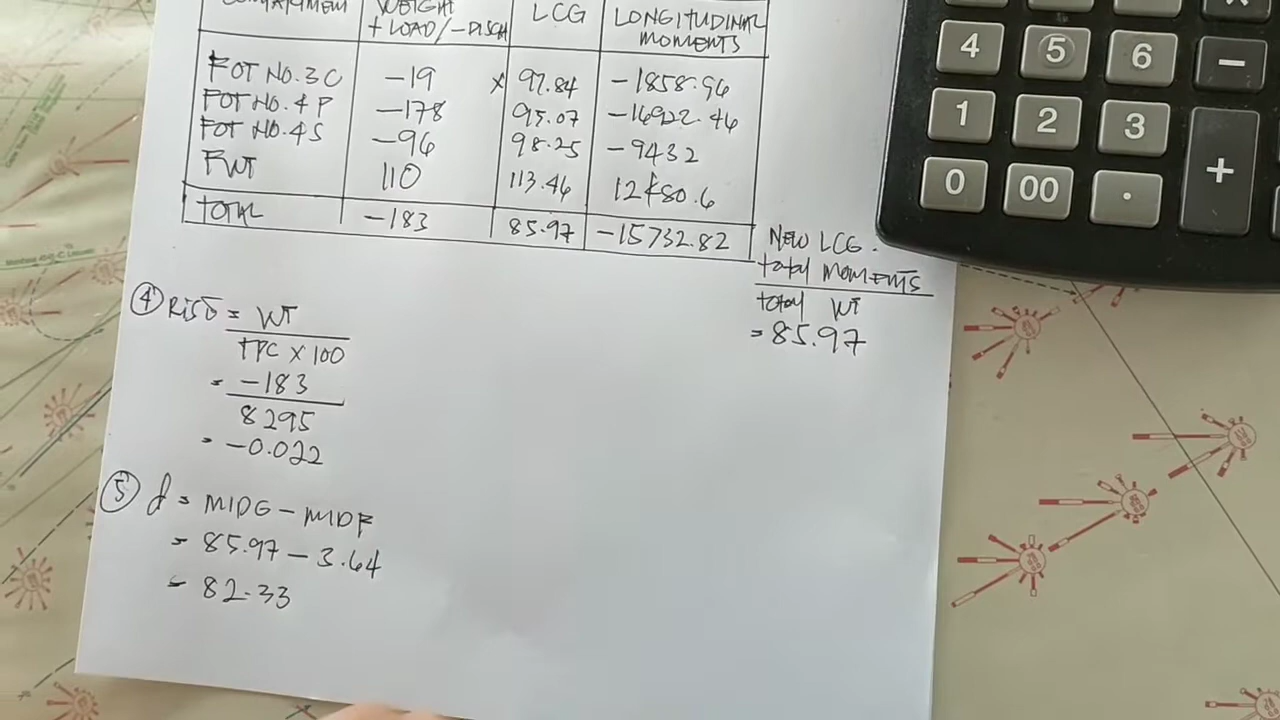 COMPARTMENT WEIGHT LCG LONGITUDINAL
+ LOAD/-DISCH MOMENTS
FOT NO.3C -19 x 97.84 -1858.96
FOT NO.4P -178 95.07 -16922.46
FOT NO.4S -96 98.25 -9432
FWT 110 113.46 12480.6
TOTAL -183 85.97 -15732.82
NEW LCG.
total MOMENTS
total WT
= 85.97
④ RISE = WT
TPC X 100
= -183
8295
= -0.022
⑤ d = MIDG - MIDF
= 85.97 - 3.64
= 82.33
4 5 6 -
1 2 3
+
0 00 .